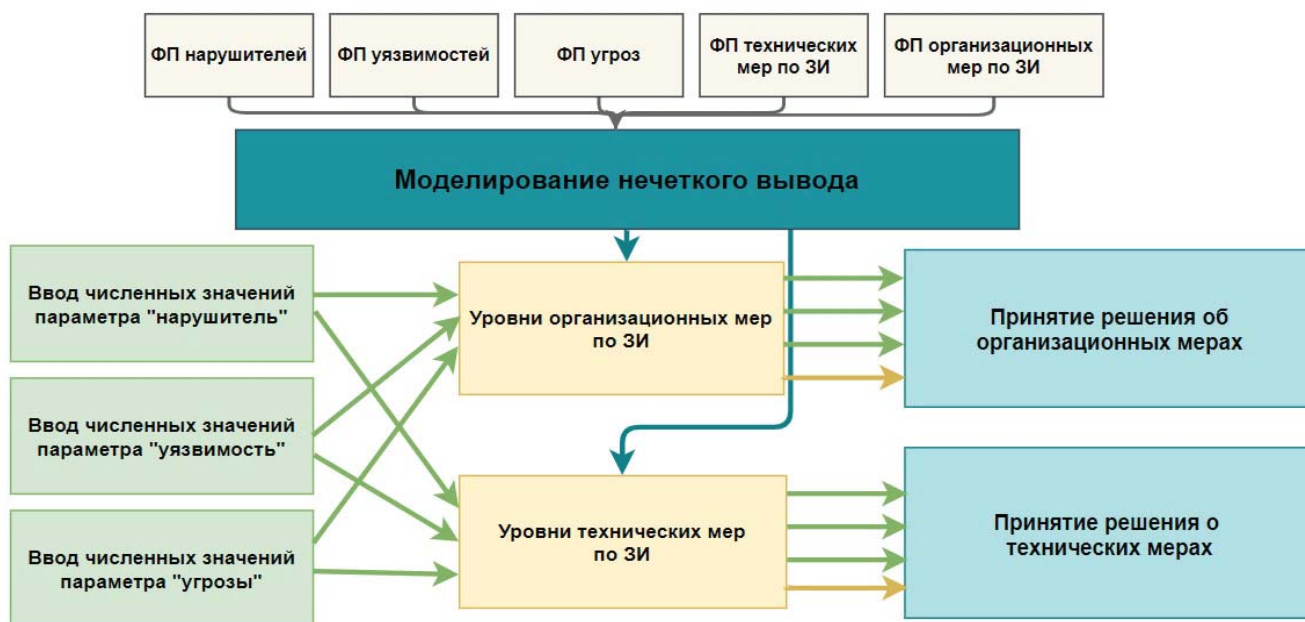 ФП нарушителей
ФП уязвимостей
ФП угроз
ФП технических
мер по ЗИ
ФП организационных
мер по ЗИ
Моделирование нечеткого вывода
Ввод численных значений
параметра "нарушитель"
Уровни организационных мер
по ЗИ
Принятие решения об
организационных мерах
Ввод численных значений
параметра "уязвимость"
Ввод численных значений
параметра "угрозы"
Уровни технических мер
по ЗИ
Принятие решения о
технических мерах